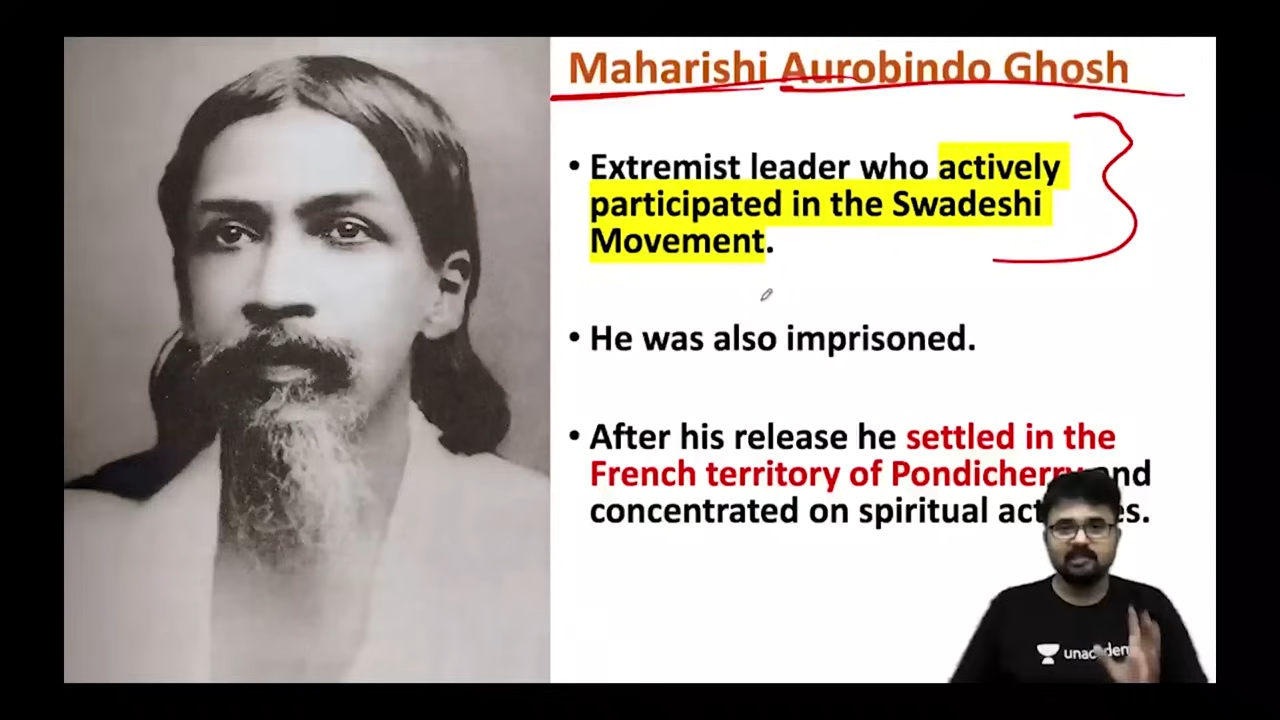 Maharishi Aurobindo Ghosh
• Extremist leader who actively
participated in the Swadeshi
Movement.
• He was also imprisoned.
• After his release he settled in the
French territory of Pondicherry and
concentrated on spiritual